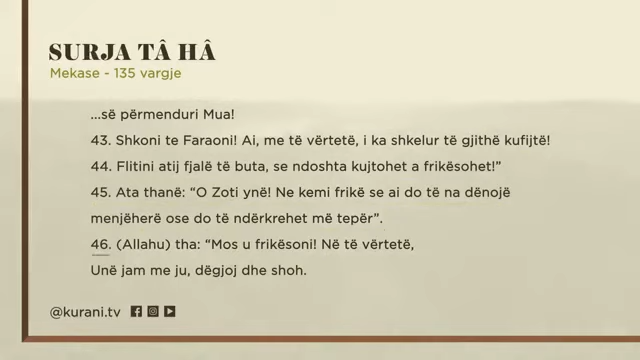 SURJA TÂ HÂ
Mekase - 135 vargje
...së përmenduri Mua!
43. Shkoni te Faraoni! Ai, me të vërtetë, i ka shkelur të gjithë kufijtë!
44. Flitini atij fjalë të buta, se ndoshta kujtohet a frikësohet!”
45. Ata thanë: “O Zoti ynë! Ne kemi frikë se ai do të na dënojë
menjëherë ose do të ndërkrehet më tepër”.
46. (Allahu) tha: “Mos u frikësoni! Në të vërtetë,
Unë jam me ju, dëgjoj dhe shoh.
@kurani.tv